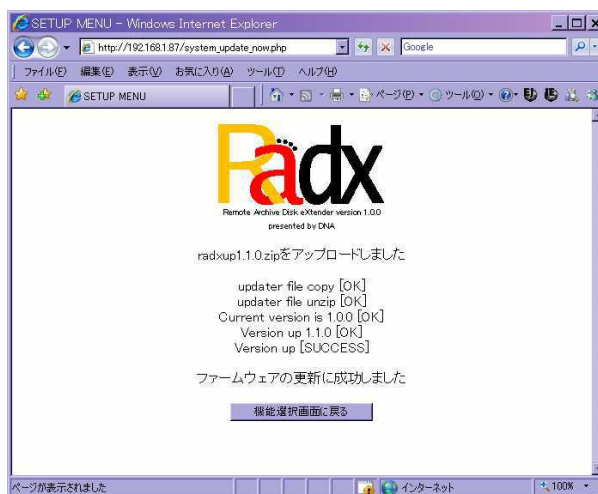 SETUP MENU - Windows Internet Explorer
http://192.168.1.87/system_update_now.php
Google
ファイル(F) 編集(E) 表示(V) お気に入り(A) ツール(T) ヘルプ(H)
SETUP MENU
ページ(P) ツール(O)
Radx
Remote Archive Disk eXtender version 1.0.0
presented by DNA
radxup1.1.0.zipをアップロードしました
updater file copy [OK]
updater file unzip [OK]
Current version is 1.0.0 [OK]
Version up 1.1.0 [OK]
Version up [SUCCESS]
ファームウェアの更新に成功しました
機能選択画面に戻る
ページが表示されました
インターネット
100%